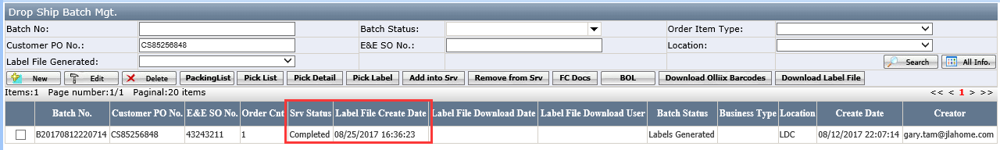 Drop Ship Batch Mgt.
Batch No: Batch Status: Order Item Type:
Customer PO No.: CS85256848 E&E SO No.: Location:
Label File Generated:
Search All Info.
New Edit Delete PackingList Pick List Pick Detail Pick Label Add into Srv Remove from Srv FC Docs BOL Download Olliix Barcodes Download Label File
Items:1 Page number:1/1 Paginal:20 items << < 1 > >>
Batch No. Customer PO No. E&E SO No. Order Cnt Srv Status Label File Create Date Label File Download Date Label File Download User Batch Status Business Type Location Create Date Creator
B20170812220714 CS85256848 43243211 1 Completed 08/25/2017 16:36:23 Labels Generated LDC 08/12/2017 22:07:14 gary.tam@jlahome.com